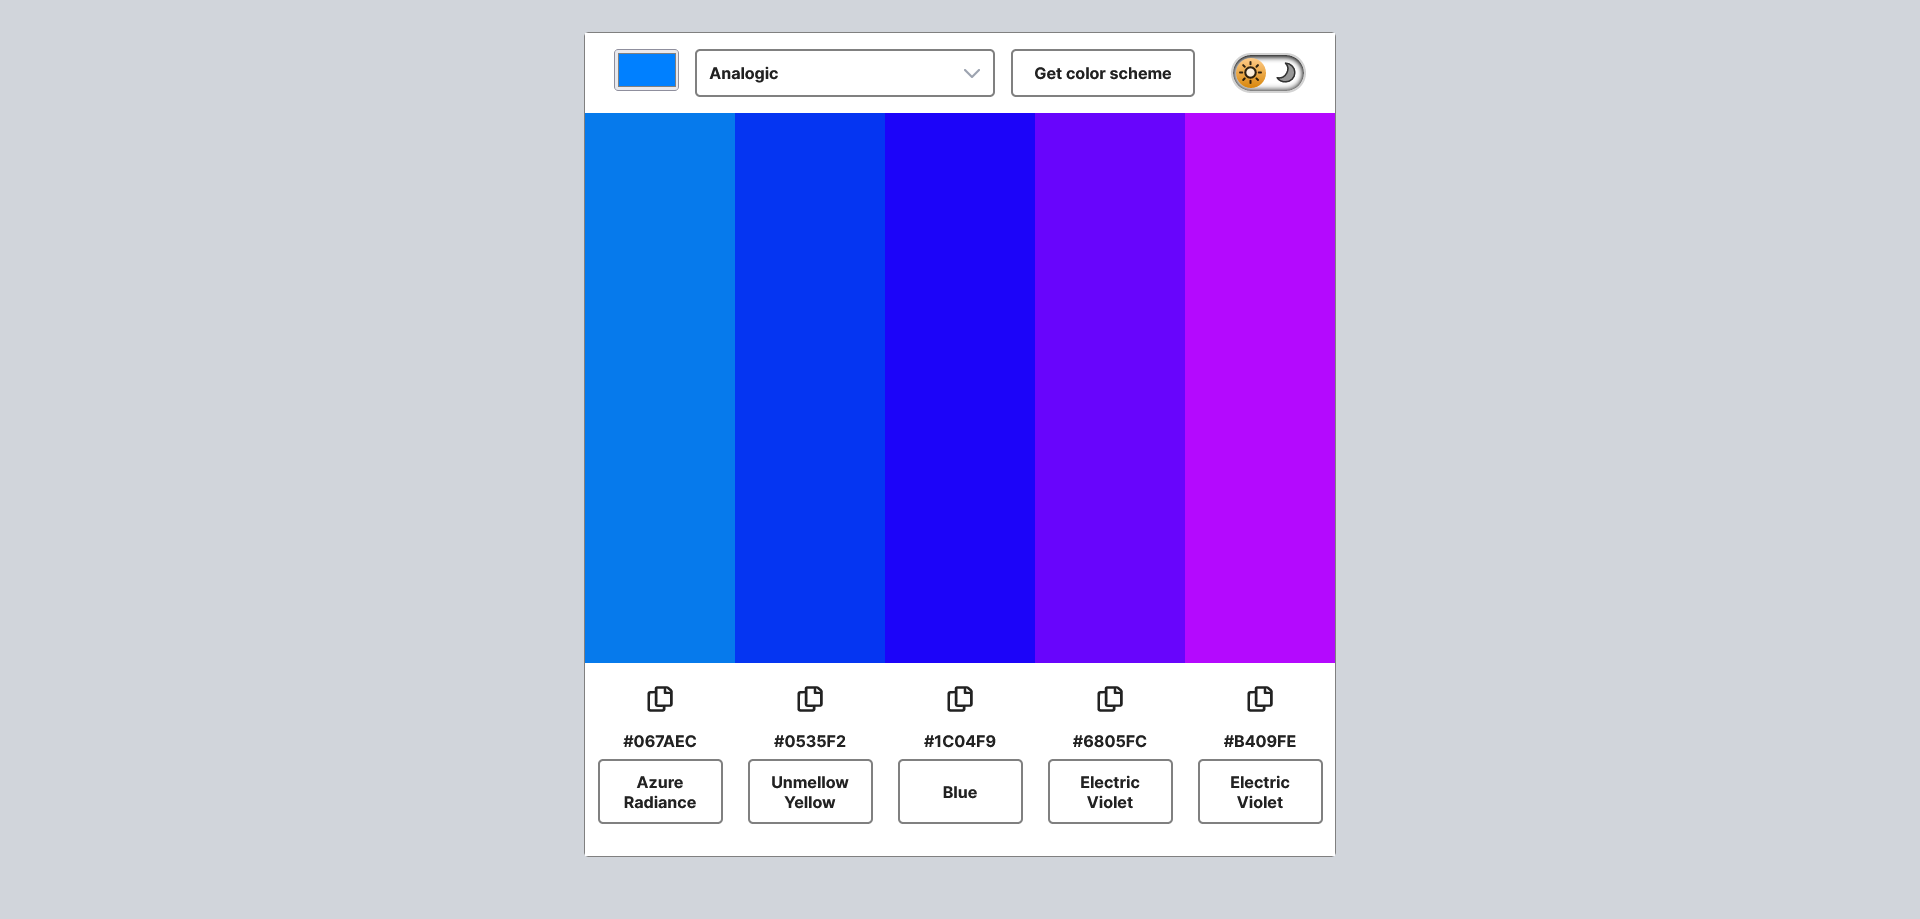 Analogic
Get color scheme
#067AEC
#0535F2
#1C04F9
#6805FC
#B409FE
Azure
Radiance
Unmellow
Yellow
Blue
Electric
Violet
Electric
Violet